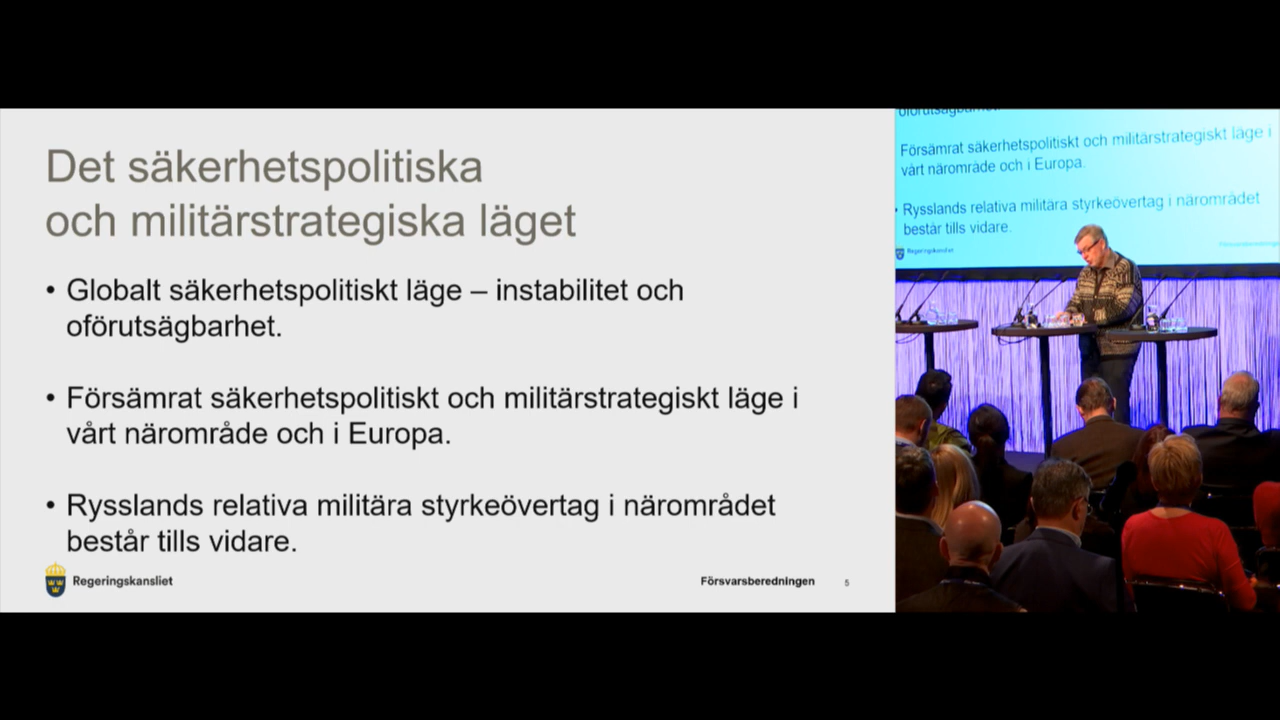 Det säkerhetspolitiska
och militärstrategiska läget
• Globalt säkerhetspolitiskt läge – instabilitet och
oförutsägbarhet.
• Försämrat säkerhetspolitiskt och militärstrategiskt läge i
vårt närområde och i Europa.
• Rysslands relativa militära styrkeövertag i närområdet
består tills vidare.
Regeringskansliet
Försvarsberedningen
5
oförutsägbarhet.
Försämrat säkerhetspolitiskt och militärstrategiskt läge i
vårt närområde och i Europa.
• Rysslands relativa militära styrkeövertag i närområdet
består tills vidare.
Regeringskansliet
Försvarsberedningen